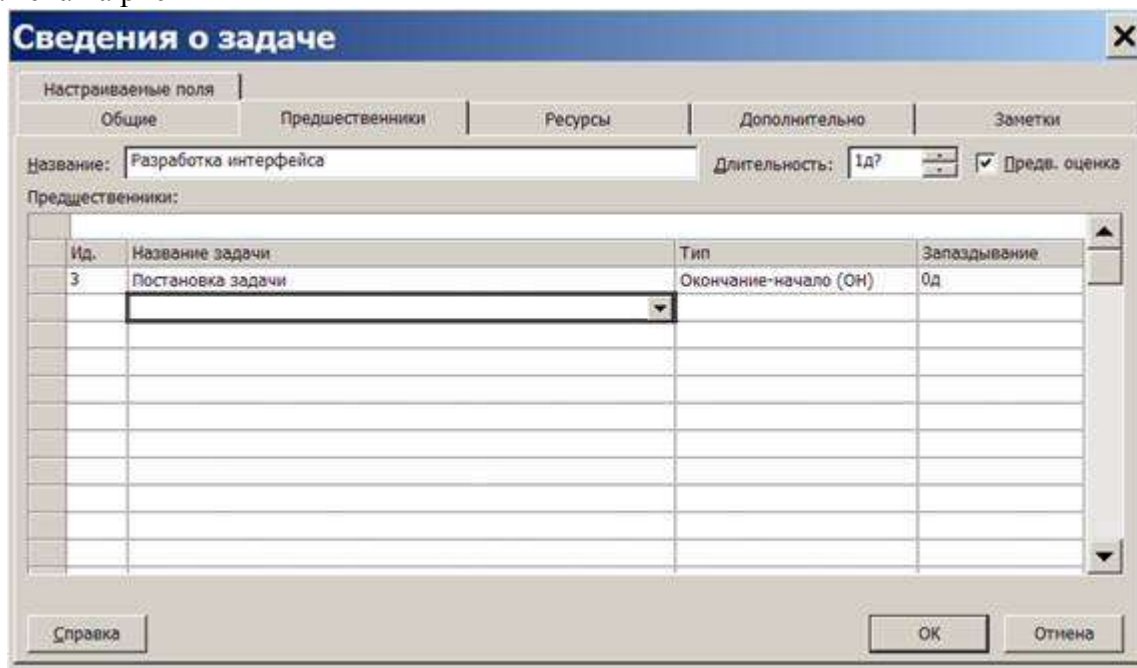 Сведения о задаче
Настраиваемые поля
Общие Предшественники Ресурсы Дополнительно Заметки
Название: Разработка интерфейса Длительность: 1д? Предв. оценка
Предшественники:
Ид. Название задачи Тип Запаздывание
3 Постановка задачи Окончание-начало (ОН) 0д
Справка ОК Отмена